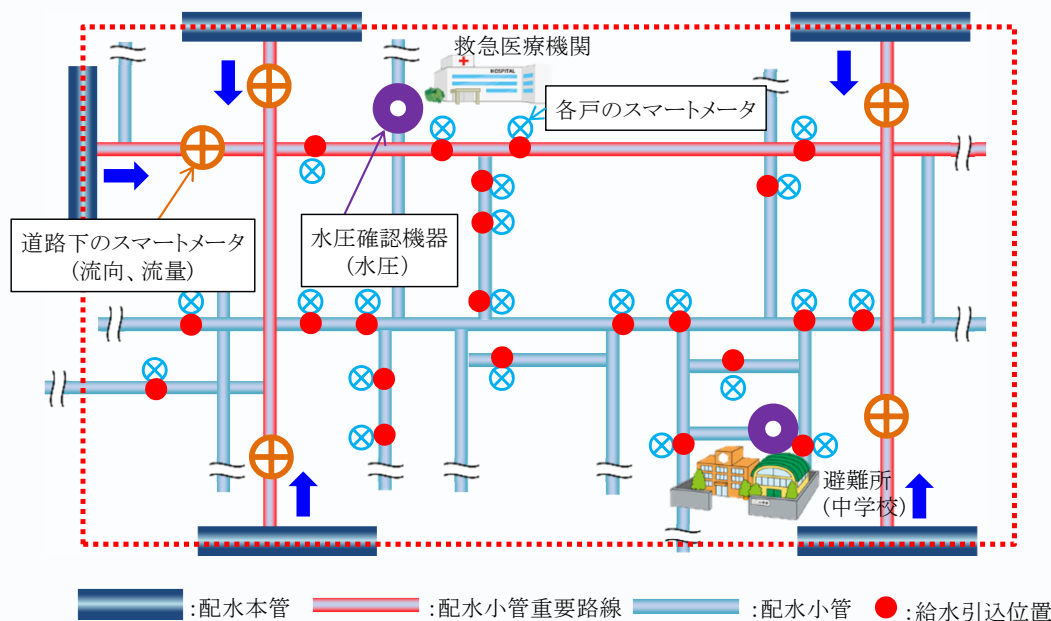 救急医療機関
HOSPITAL
各戸のスマートメータ
道路下のスマートメータ
(流向、流量)
水圧確認機器
(水圧)
避難所
(中学校)
:配水本管
:配水小管重要路線
:配水小管
:給水引込位置